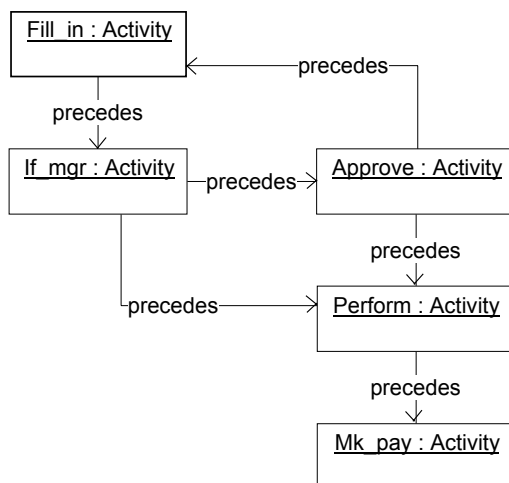 Fill_in : Activity
precedes
precedes
If_mgr : Activity
precedes
Approve : Activity
precedes
precedes
Perform : Activity
precedes
Mk_pay : Activity